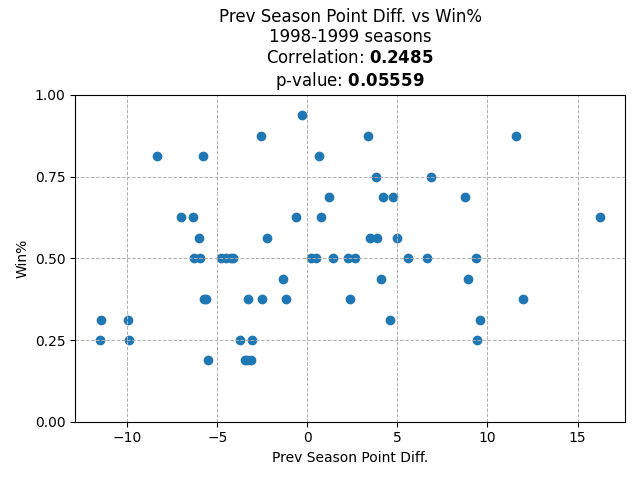 Prev Season Point Diff. vs Win%
1998-1999 seasons
Correlation: 0.2485
p-value: 0.05559
1.00
0.75
0.50
0.25
0.00
Win%
−10
−5
0
5
10
15
Prev Season Point Diff.